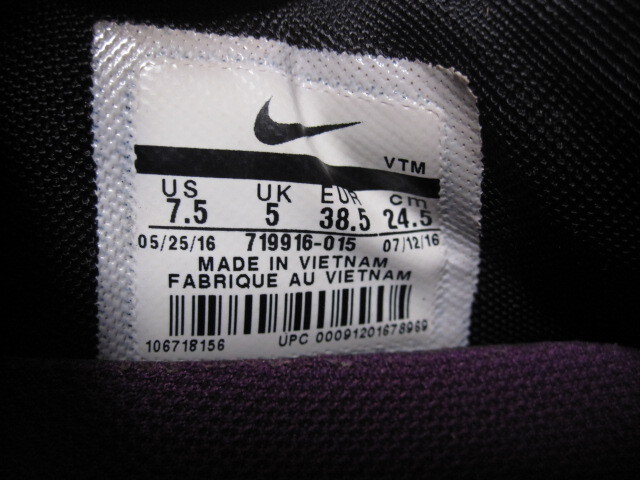 VTM
US UK EUR cm
7.5 5 38.5 24.5
05/25/16 719916-015 07/12/16
MADE IN VIETNAM
FABRIQUE AU VIETNAM
106718156 UPC 00091201678969